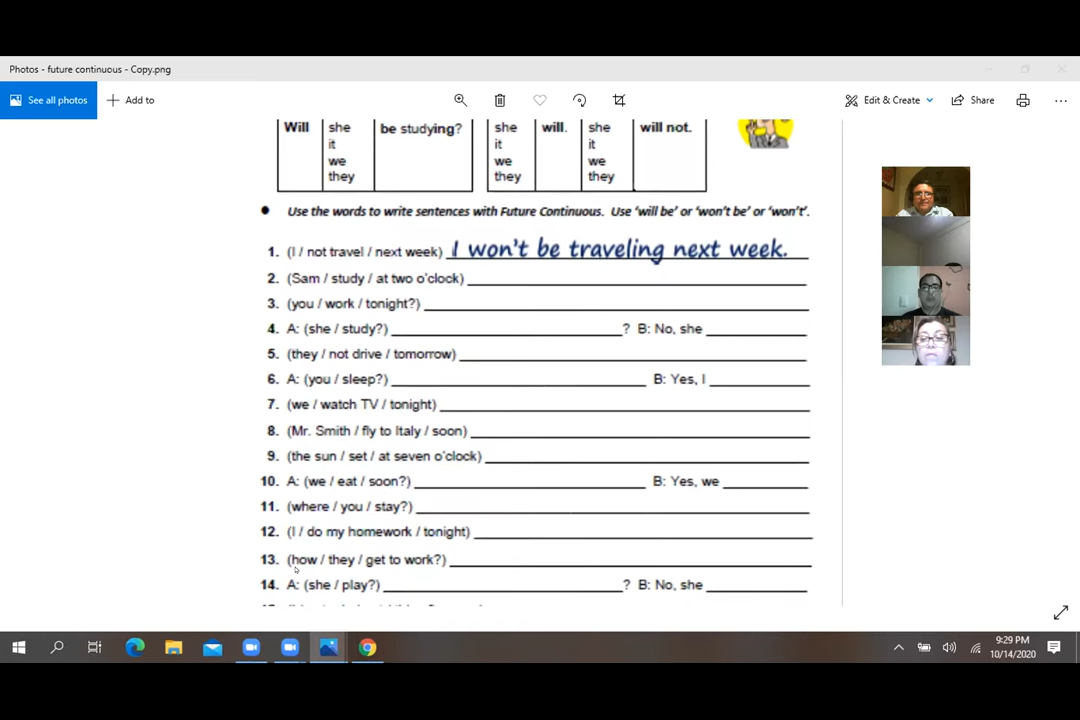 Photos - future continuous - Copy.png
See all photos
Add to
Edit & Create
Share
Will she be studying? she will. she will not.
it it it
we we we
they they they
Use the words to write sentences with Future Continuous. Use 'will be' or 'won't be' or 'won't'.
1. (I / not travel / next week) I won't be traveling next week.
2. (Sam / study / at two o'clock)
3. (you / work / tonight?)
4. A: (she / study?) ? B: No, she
5. (they / not drive / tomorrow)
6. A: (you / sleep?) B: Yes, I
7. (we / watch TV / tonight)
8. (Mr. Smith / fly to Italy / soon)
9. (the sun / set / at seven o'clock)
10. A: (we / eat / soon?) B: Yes, we
11. (where / you / stay?)
12. (I / do my homework / tonight)
13. (how / they / get to work?)
14. A: (she / play?) ? B: No, she
9:29 PM
10/14/2020